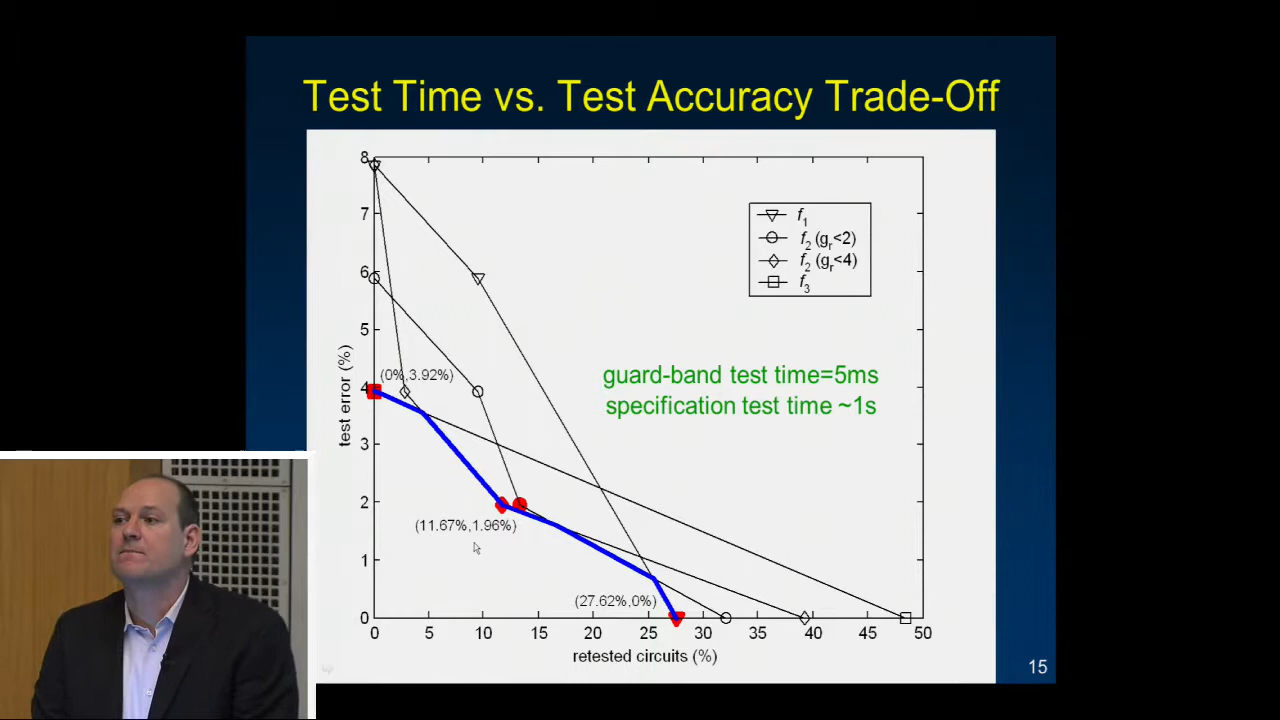 Test Time vs. Test Accuracy Trade-Off
8
7
6
5
4
3
2
1
0
test error (%)
f1
f2 (gr<2)
f2 (gr<4)
f3
(0%,3.92%)
guard-band test time=5ms
specification test time ~1s
(11.67%,1.96%)
(27.62%,0%)
0 5 10 15 20 25 30 35 40 45 50
retested circuits (%)
15